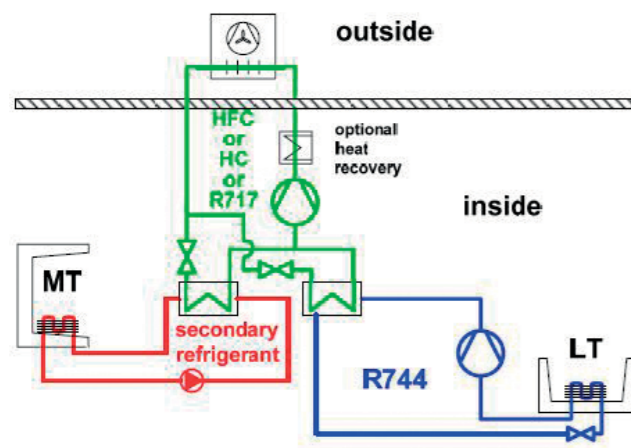 outside
HFC
or
HC
or
R717
optional
heat
recovery
inside
MT
secondary
refrigerant
R744
LT